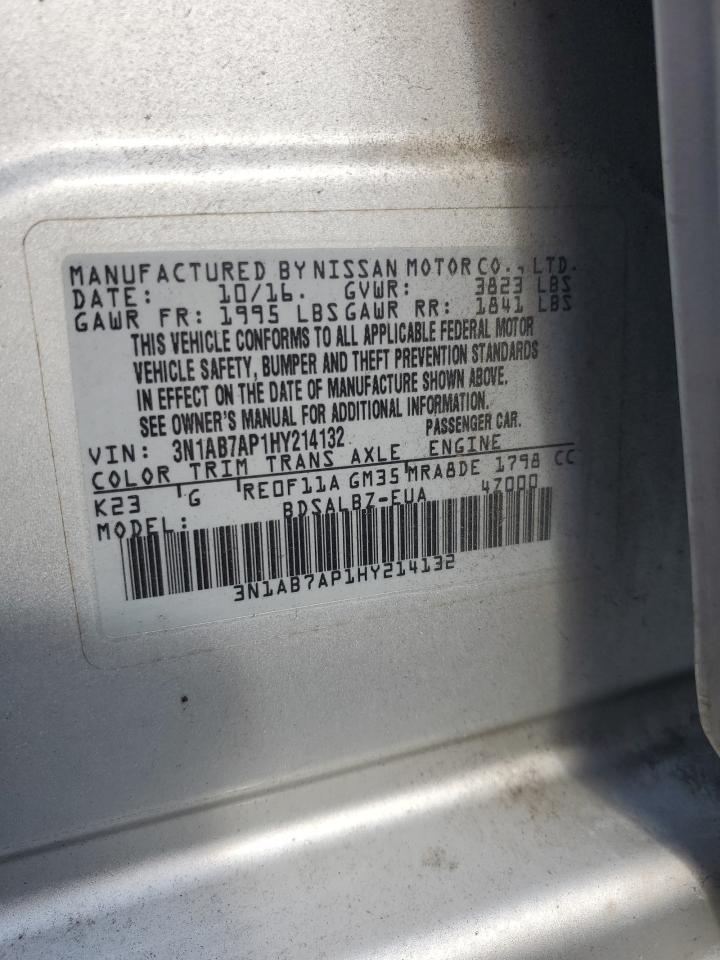 MANUFACTURED BY NISSAN MOTOR CO., LTD.
DATE: 10/16. GVWR: 3823 LBS
GAWR FR: 1995 LBS GAWR RR: 1841 LBS
THIS VEHICLE CONFORMS TO ALL APPLICABLE FEDERAL MOTOR
VEHICLE SAFETY, BUMPER AND THEFT PREVENTION STANDARDS
IN EFFECT ON THE DATE OF MANUFACTURE SHOWN ABOVE.
SEE OWNER'S MANUAL FOR ADDITIONAL INFORMATION.
VIN: 3N1AB7AP1HY214132 PASSENGER CAR.
COLOR TRIM TRANS AXLE ENGINE
K23 G RE0F11A GM35 MRA8DE 1798 CC
MODEL: BDSALBZ-EUA 47000
3N1AB7AP1HY214132